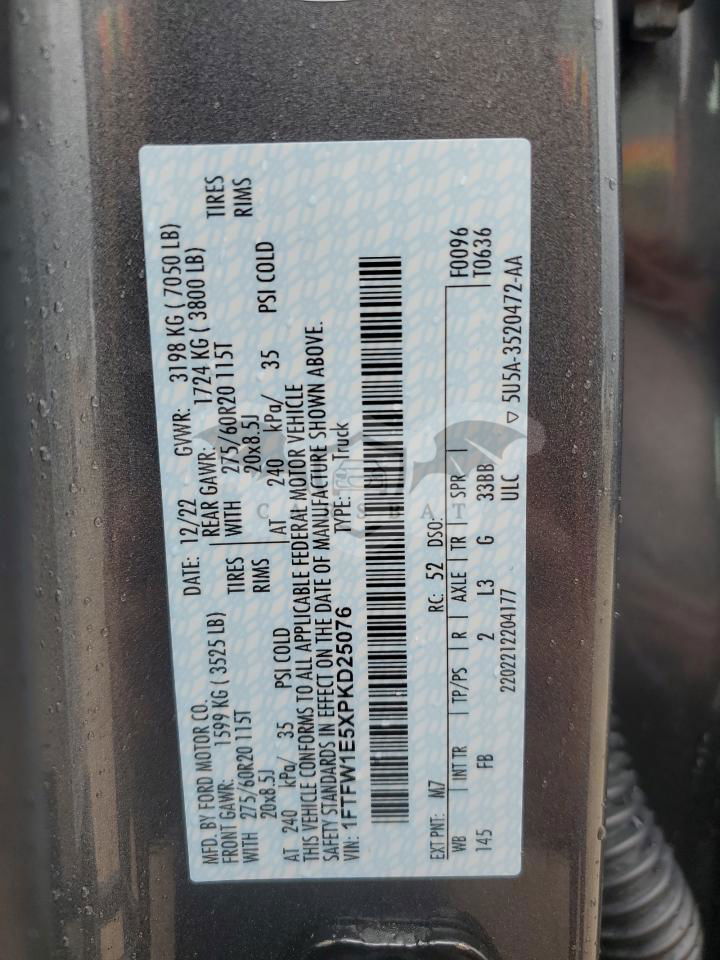 MFD. BY FORD MOTOR CO.
DATE: 12/22 GVWR: 3198 KG ( 7050 LB)
FRONT GAWR: 1599 KG ( 3525 LB) REAR GAWR: 1724 KG ( 3800 LB)
WITH 275/60R20 115T TIRES WITH 275/60R20 115T TIRES
20x8.5J RIMS 20x8.5J RIMS
AT 240 kPa/ 35 PSI COLD AT 240 kPa/ 35 PSI COLD
THIS VEHICLE CONFORMS TO ALL APPLICABLE FEDERAL MOTOR VEHICLE
SAFETY STANDARDS IN EFFECT ON THE DATE OF MANUFACTURE SHOWN ABOVE.
VIN: 1FTFW1E5XPKD25076 TYPE: Truck
EXT PNT: M7 RC: 52 DSO: F0096
WB INT TR TP/PS R AXLE TR SPR T0636
145 FB 2 L3 G 33BB
2202212204177 ULC ▽ 5U5A-3520472-AA